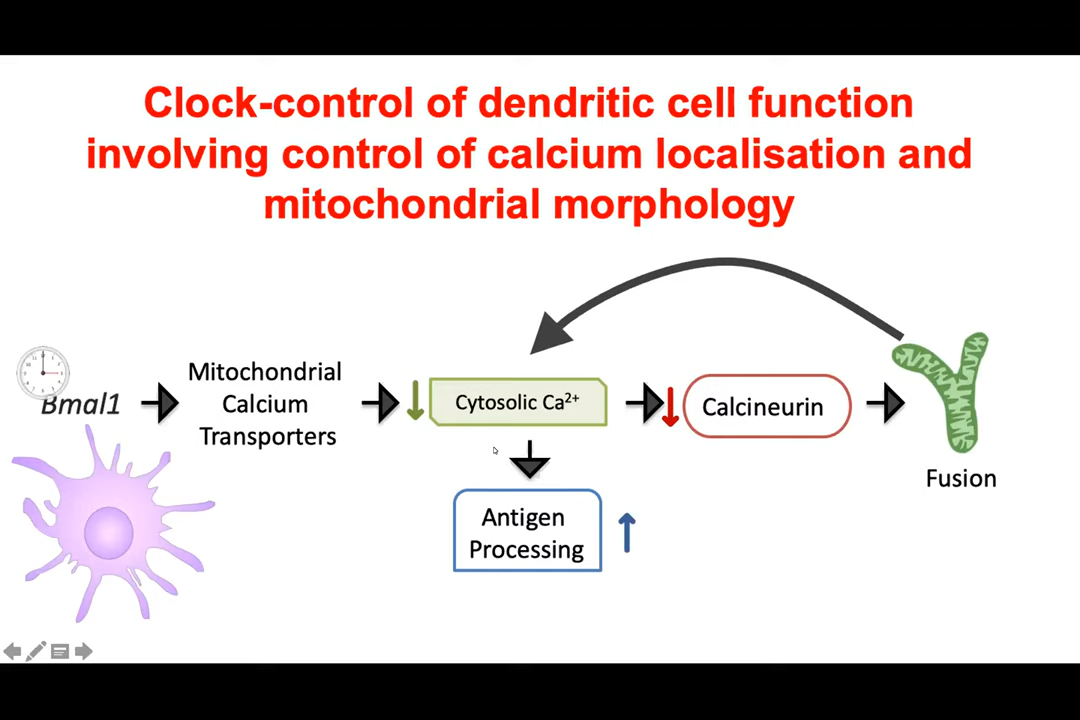 Clock-control of dendritic cell function
involving control of calcium localisation and
mitochondrial morphology
Bmal1
Mitochondrial
Calcium
Transporters
Cytosolic Ca²⁺
Calcineurin
Fusion
Antigen
Processing